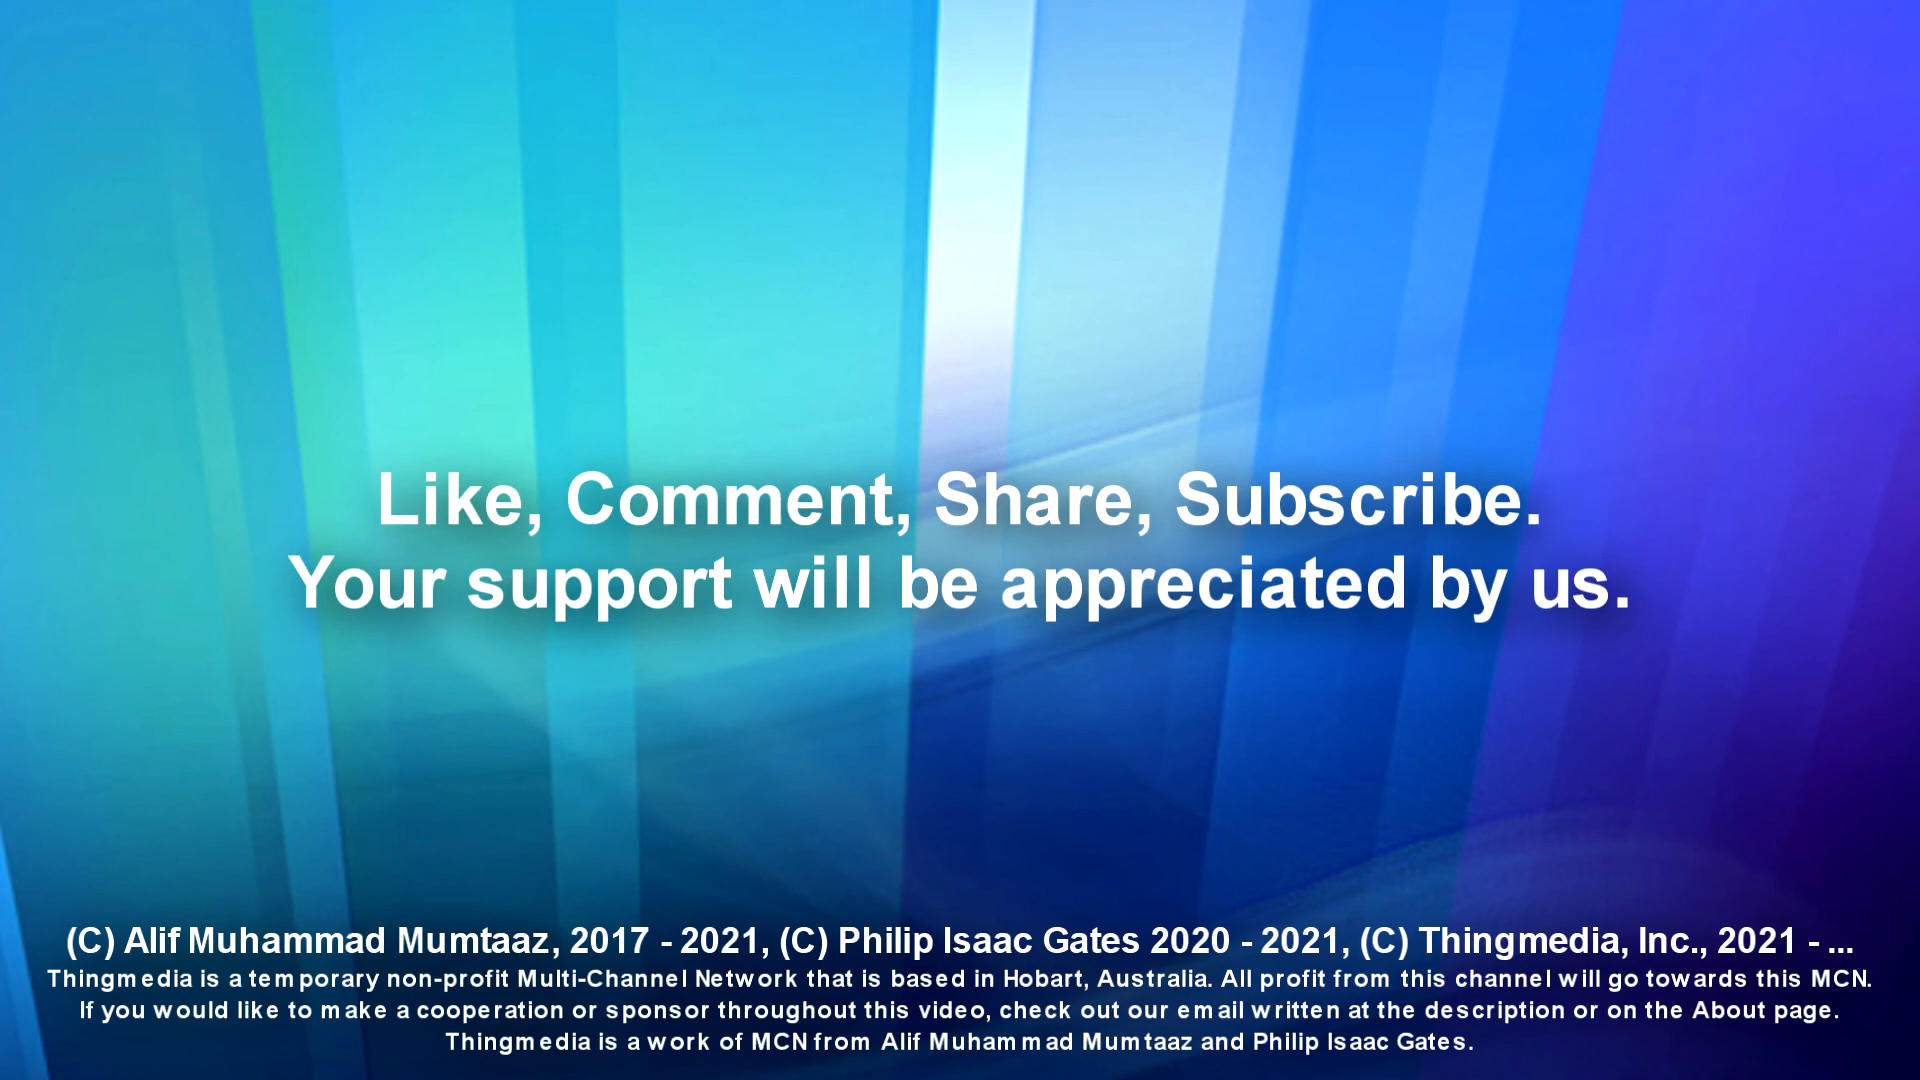 Like, Comment, Share, Subscribe.
Your support will be appreciated by us.
(C) Alif Muhammad Mumtaaz, 2017 - 2021, (C) Philip Isaac Gates 2020 - 2021, (C) Thingmedia, Inc., 2021 - ...
Thingmedia is a temporary non-profit Multi-Channel Network that is based in Hobart, Australia. All profit from this channel will go towards this MCN.
If you would like to make a cooperation or sponsor throughout this video, check out our email written at the description or on the About page.
Thingmedia is a work of MCN from Alif Muhammad Mumtaaz and Philip Isaac Gates.